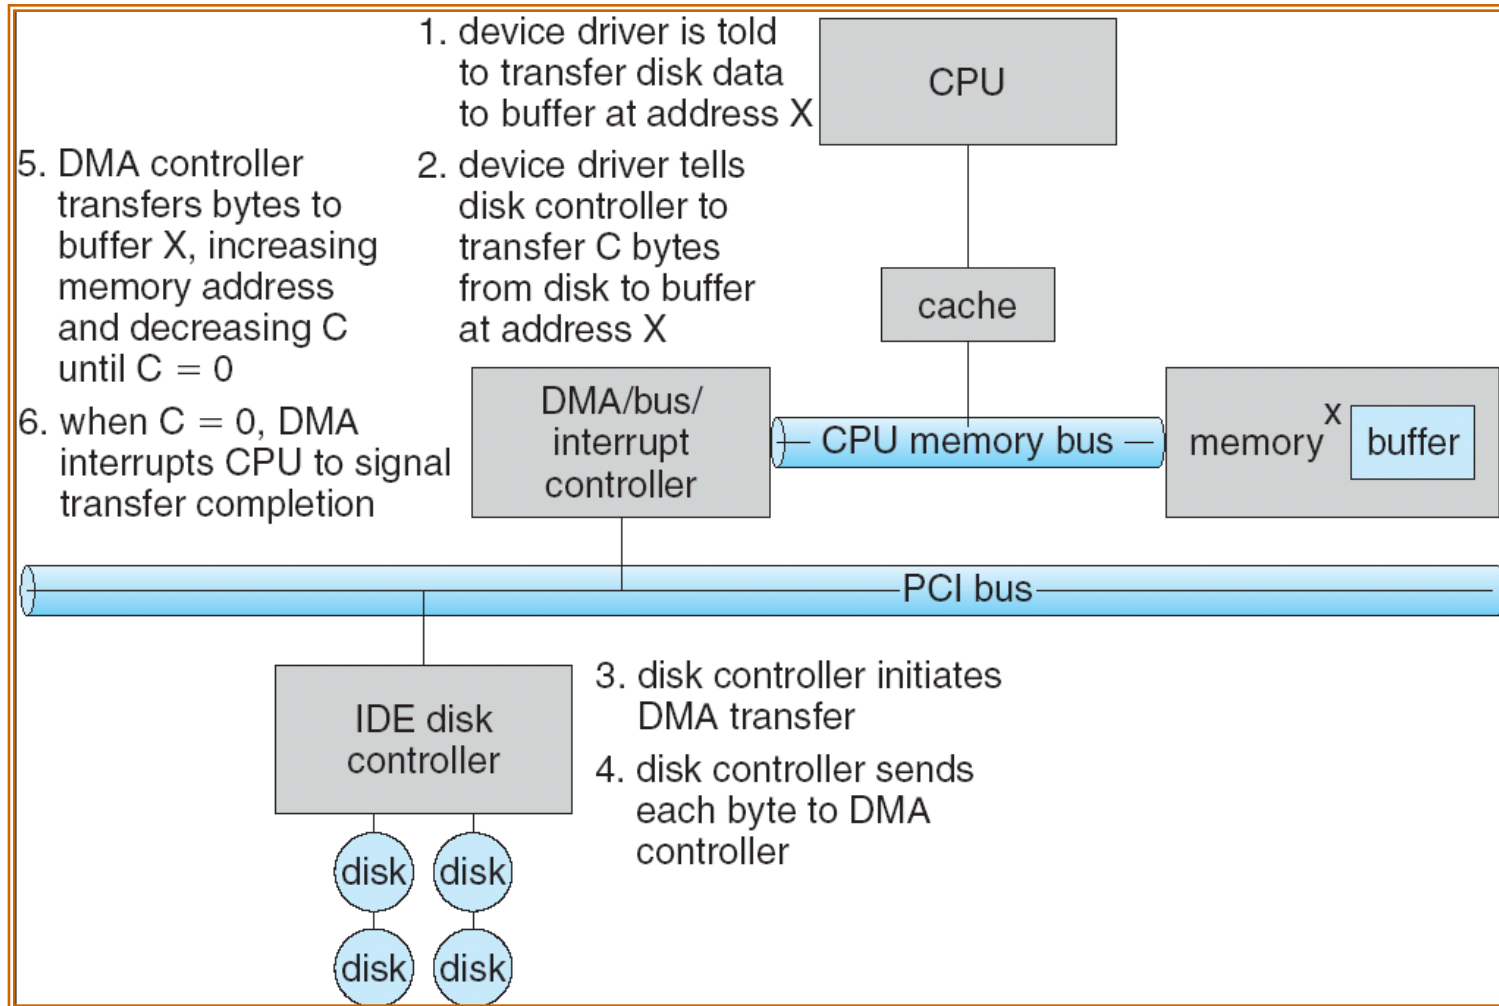 1. device driver is told
to transfer disk data
to buffer at address X
CPU
5. DMA controller
transfers bytes to
buffer X, increasing
memory address
and decreasing C
until C = 0
2. device driver tells
disk controller to
transfer C bytes
from disk to buffer
at address X
cache
6. when C = 0, DMA
interrupts CPU to signal
transfer completion
DMA/bus/
interrupt
controller
CPU memory bus
memory
X
buffer
PCI bus
IDE disk
controller
3. disk controller initiates
DMA transfer
4. disk controller sends
each byte to DMA
controller
disk
disk
disk
disk